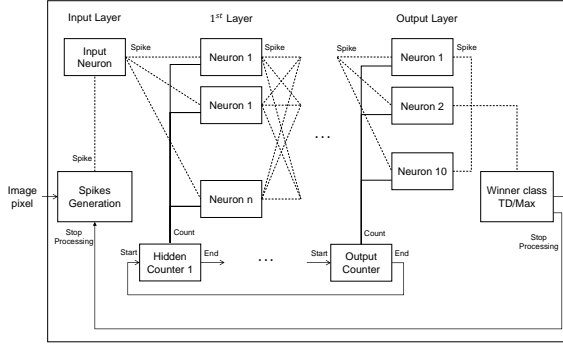 Input Layer
1st Layer
Output Layer
Input
Neuron
Spike
Neuron 1
Spike
Spike
Neuron 1
Spike
Neuron 1
Neuron 2
...
Spike
Neuron n
Neuron 10
Image
pixel
Spikes
Generation
Winner class
TD/Max
Stop
Processing
Count
Count
Stop
Processing
Start
Hidden
Counter 1
End
...
Start
Output
Counter
End